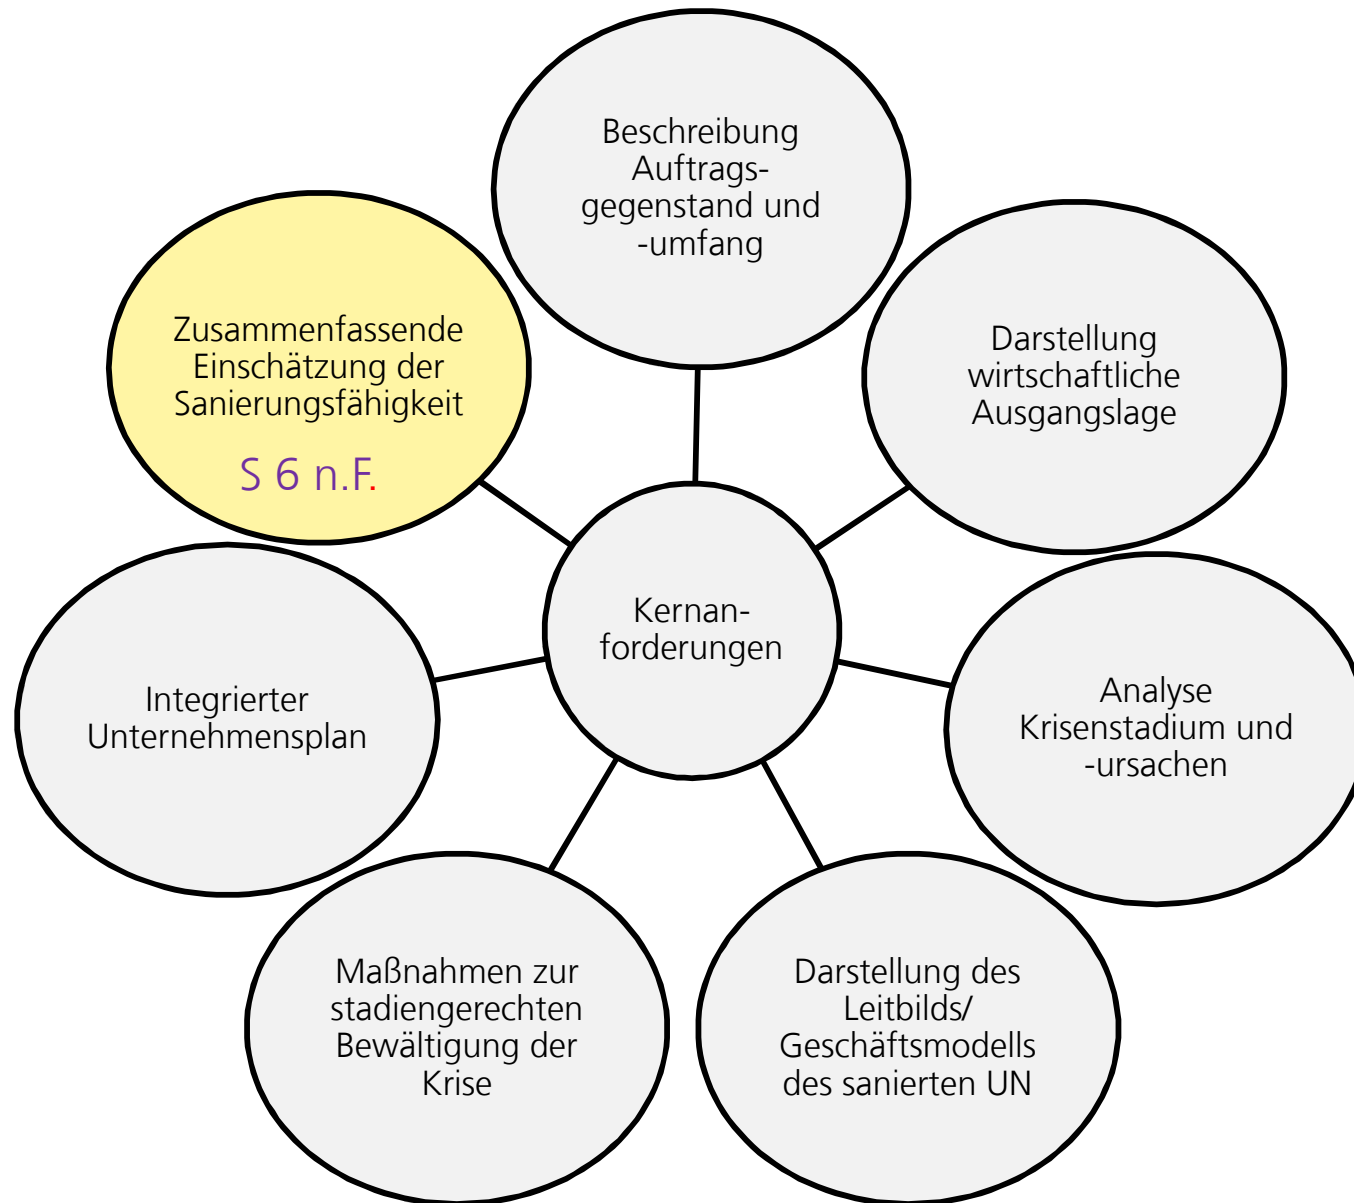 Beschreibung
Auftrags-
gegenstand und
-umfang
Darstellung
wirtschaftliche
Ausgangslage
Analyse
Krisenstadium und
-ursachen
Darstellung des
Leitbilds/
Geschäftsmodells
des sanierten UN
Maßnahmen zur
stadiengerechten
Bewältigung der
Krise
Integrierter
Unternehmensplan
Zusammenfassende
Einschätzung der
Sanierungsfähigkeit
S 6 n.F.
Kernan-
forderungen